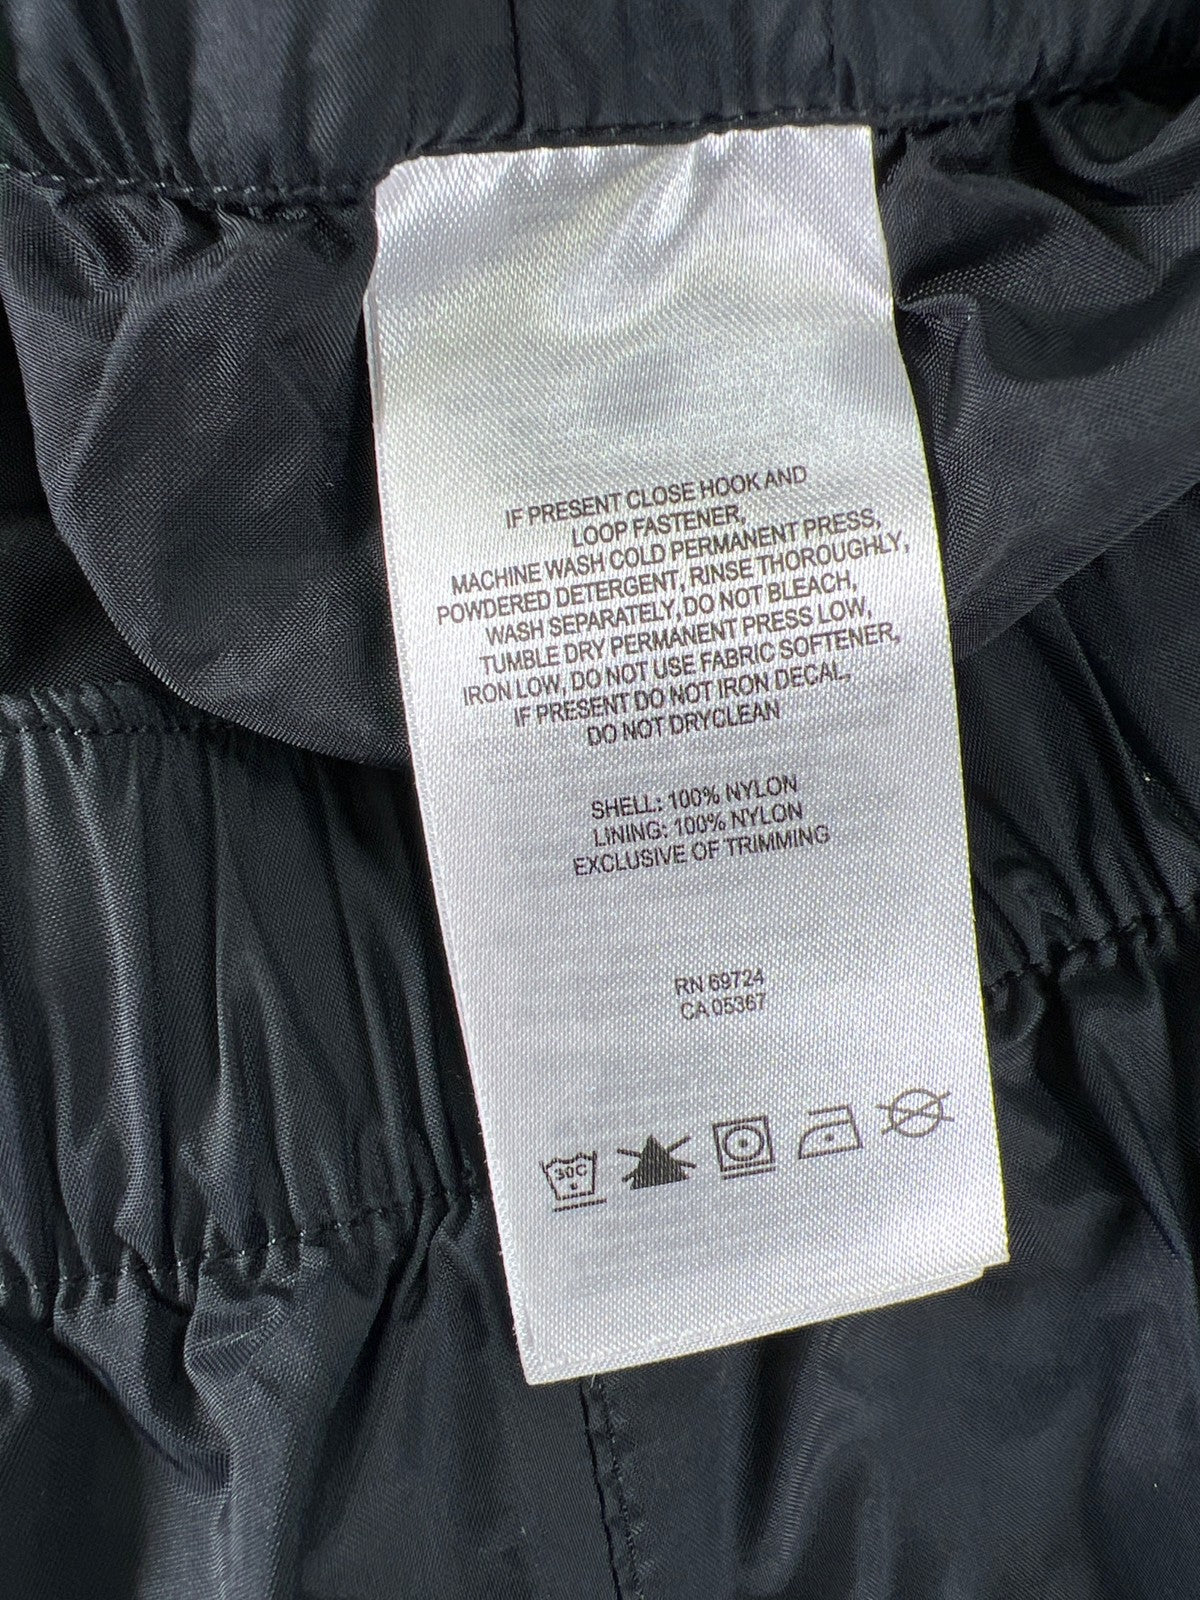 IF PRESENT CLOSE HOOK AND
LOOP FASTENER,
MACHINE WASH COLD PERMANENT PRESS,
POWDERED DETERGENT, RINSE THOROUGHLY,
WASH SEPARATELY, DO NOT BLEACH,
TUMBLE DRY PERMANENT PRESS LOW,
IRON LOW, DO NOT USE FABRIC SOFTENER,
IF PRESENT DO NOT IRON DECAL,
DO NOT DRYCLEAN
SHELL: 100% NYLON
LINING: 100% NYLON
EXCLUSIVE OF TRIMMING
RN 69724
CA 05367
30C